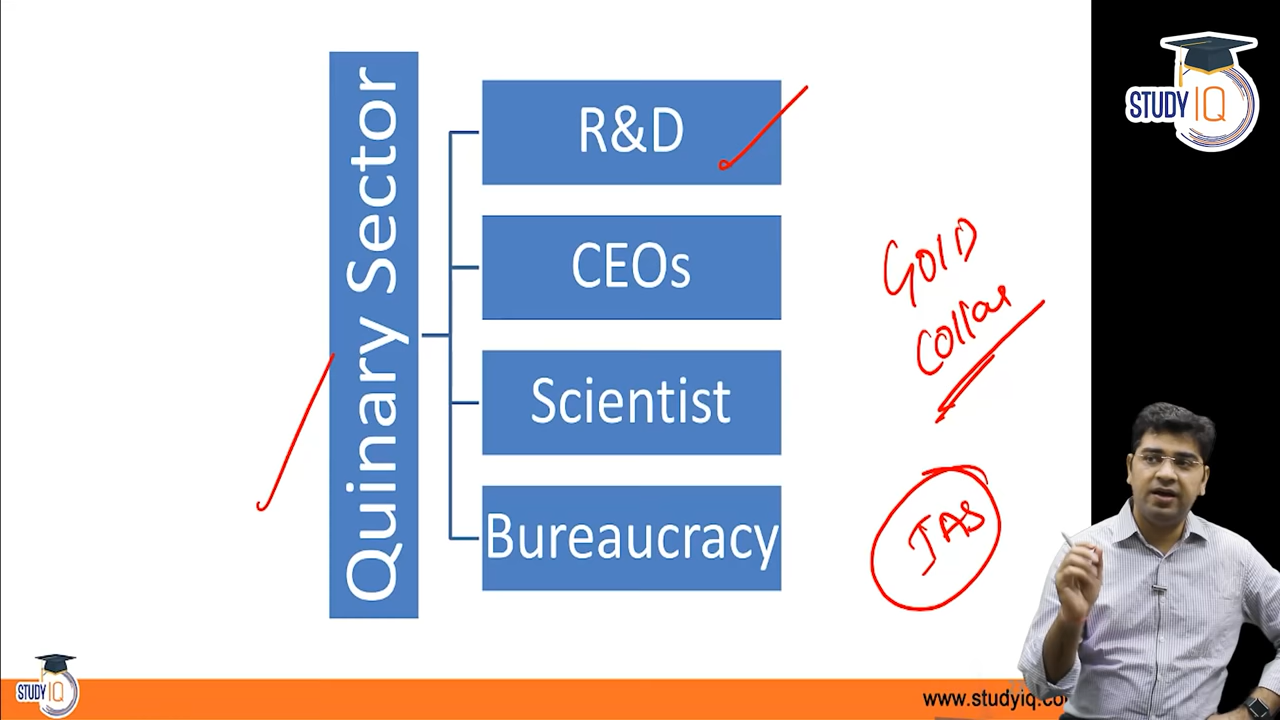 Quinary Sector
R&D
CEOs
Scientist
Bureaucracy
GOLD
Collar
IAS
STUDY IQ
STUDY IQ
www.studyiq.co